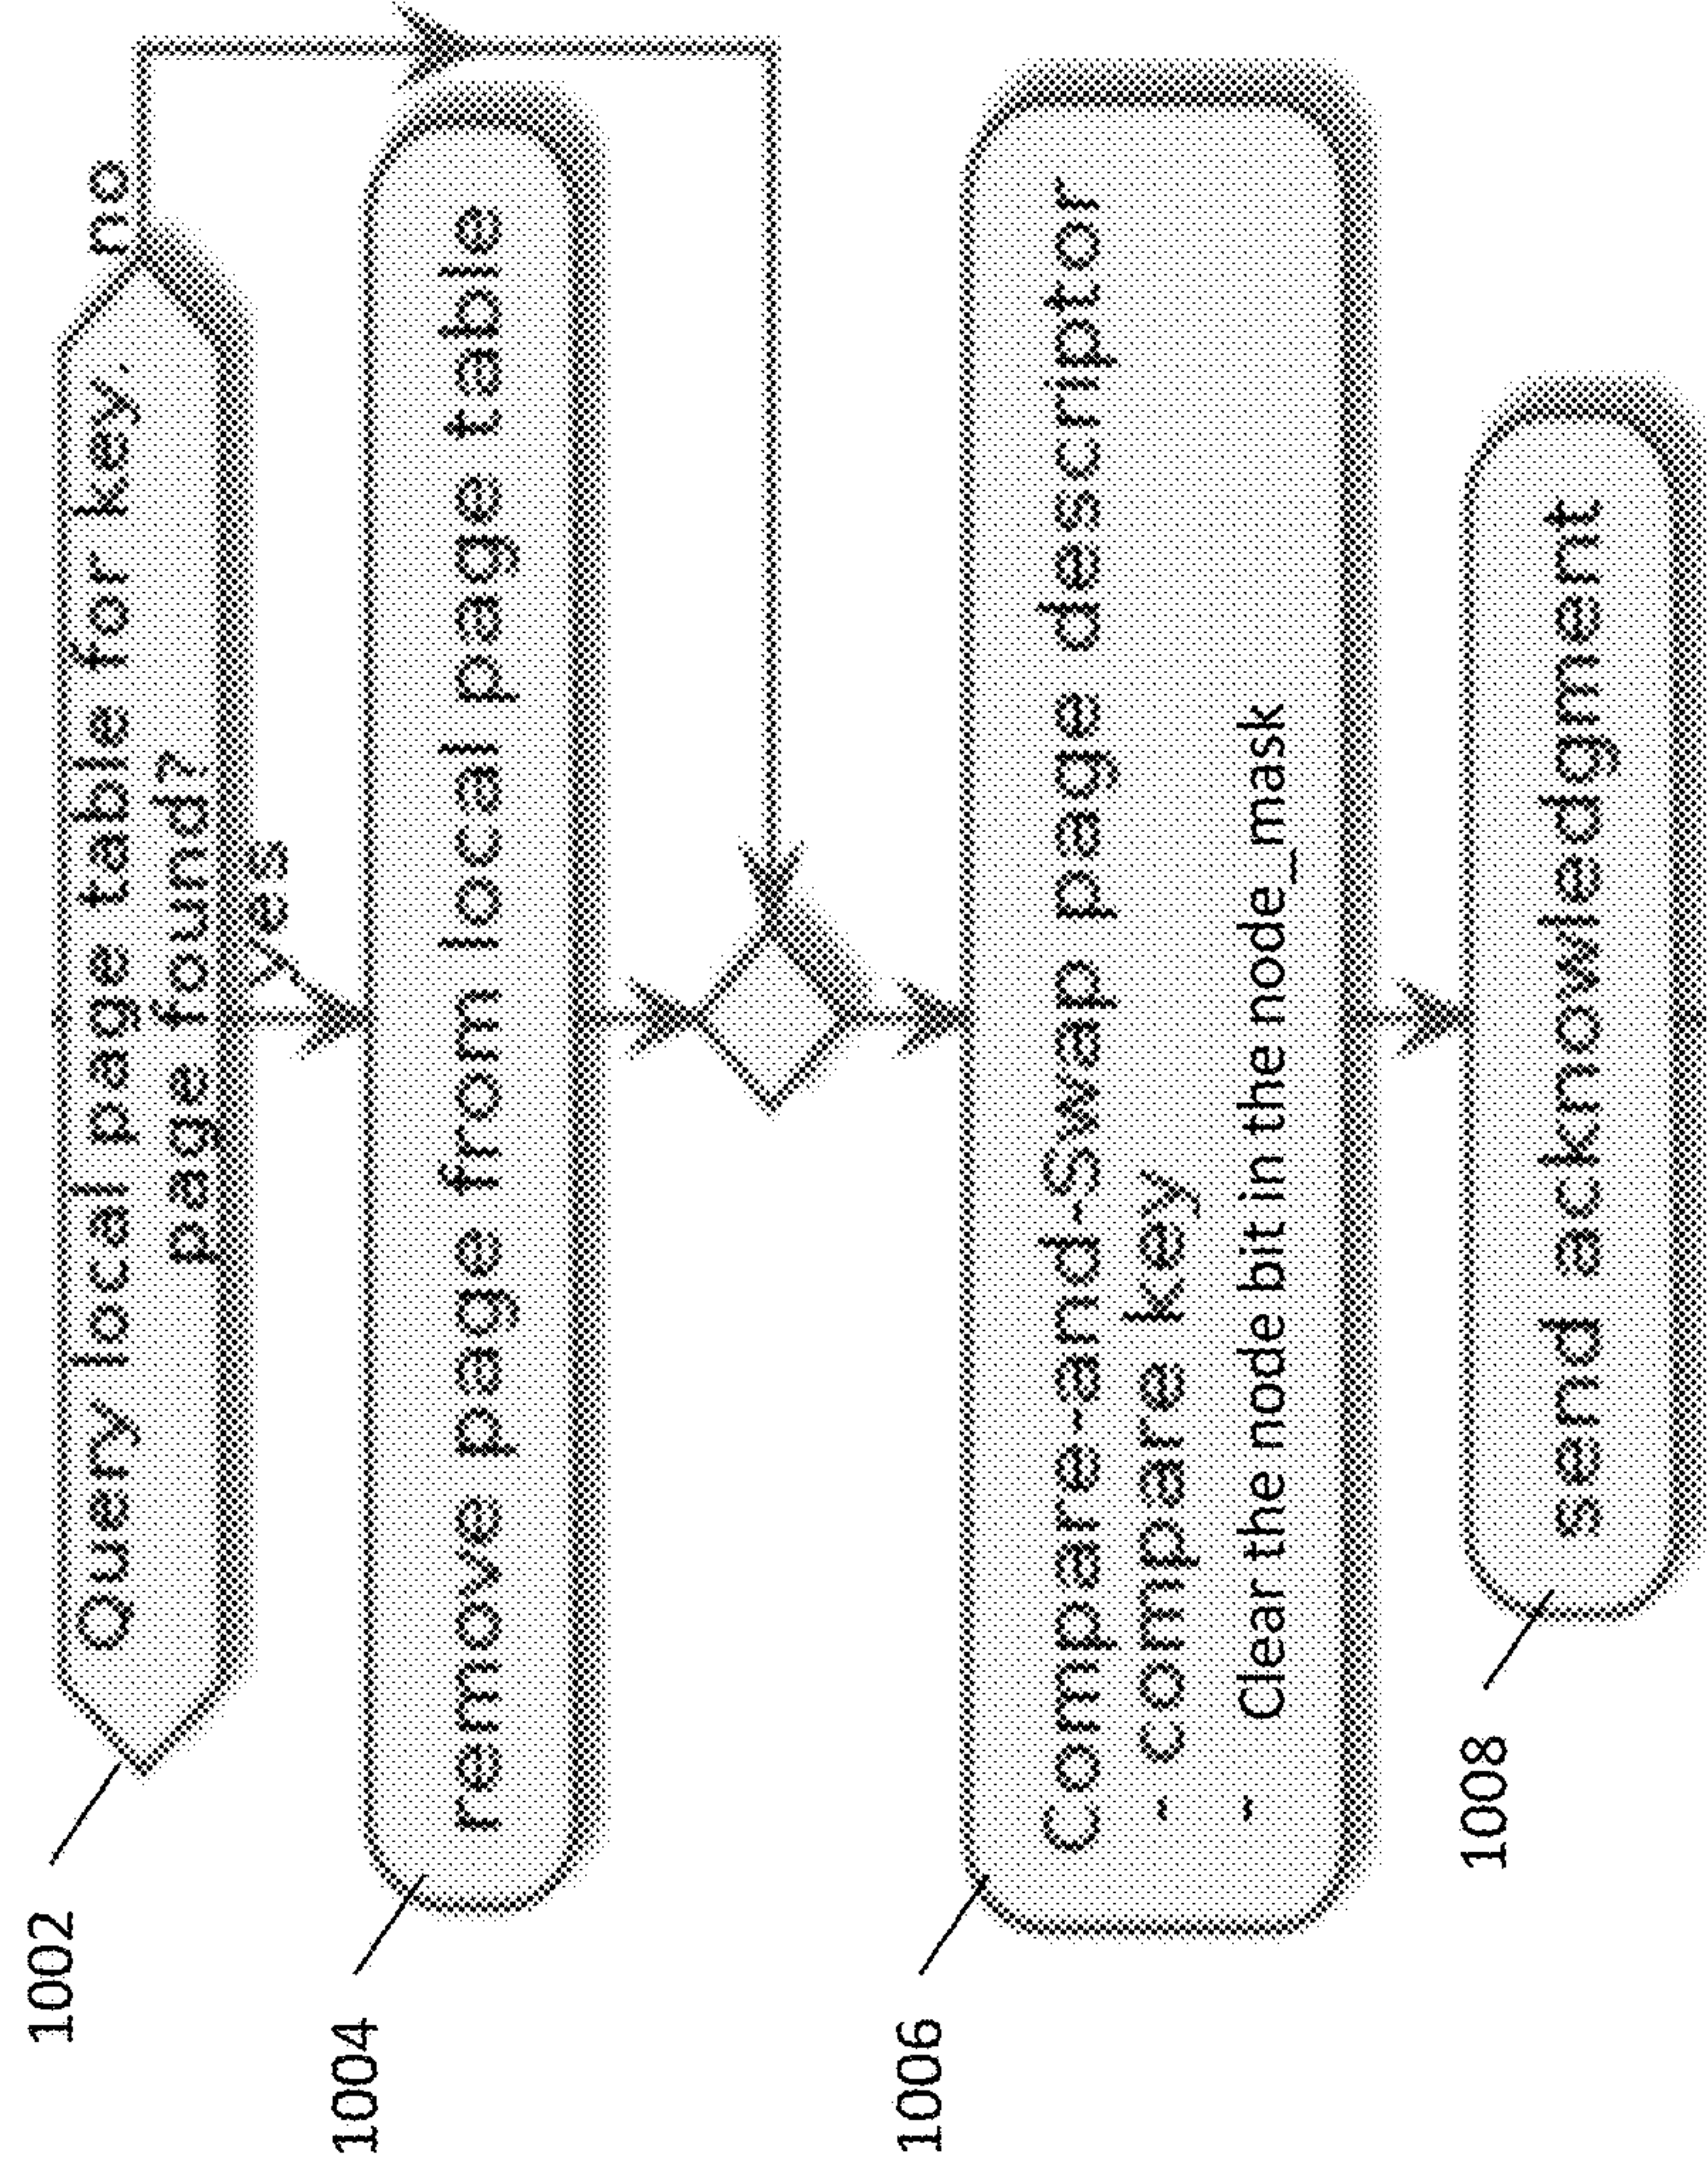 1002
Query local page table for key.
page found?
no
yes
1004
remove page from local page table
1006
Compare-and-Swap page descriptor
- compare key
- Clear the node bit in the node_mask
1008
send acknowledgment